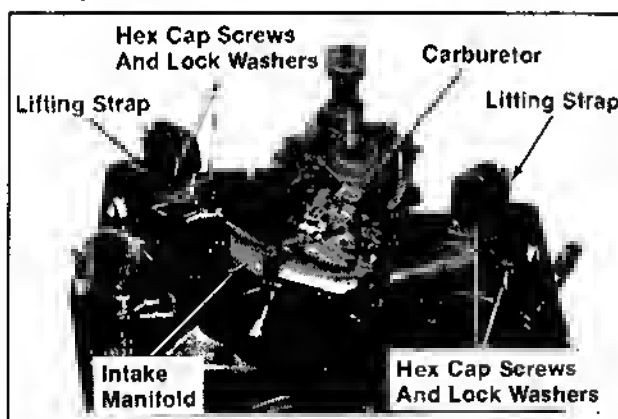 Hex Cap Screws
And Lock Washers
Carburetor
Lifting Strap
Lifting Strap
Intake
Manifold
Hex Cap Screws
And Lock Washers